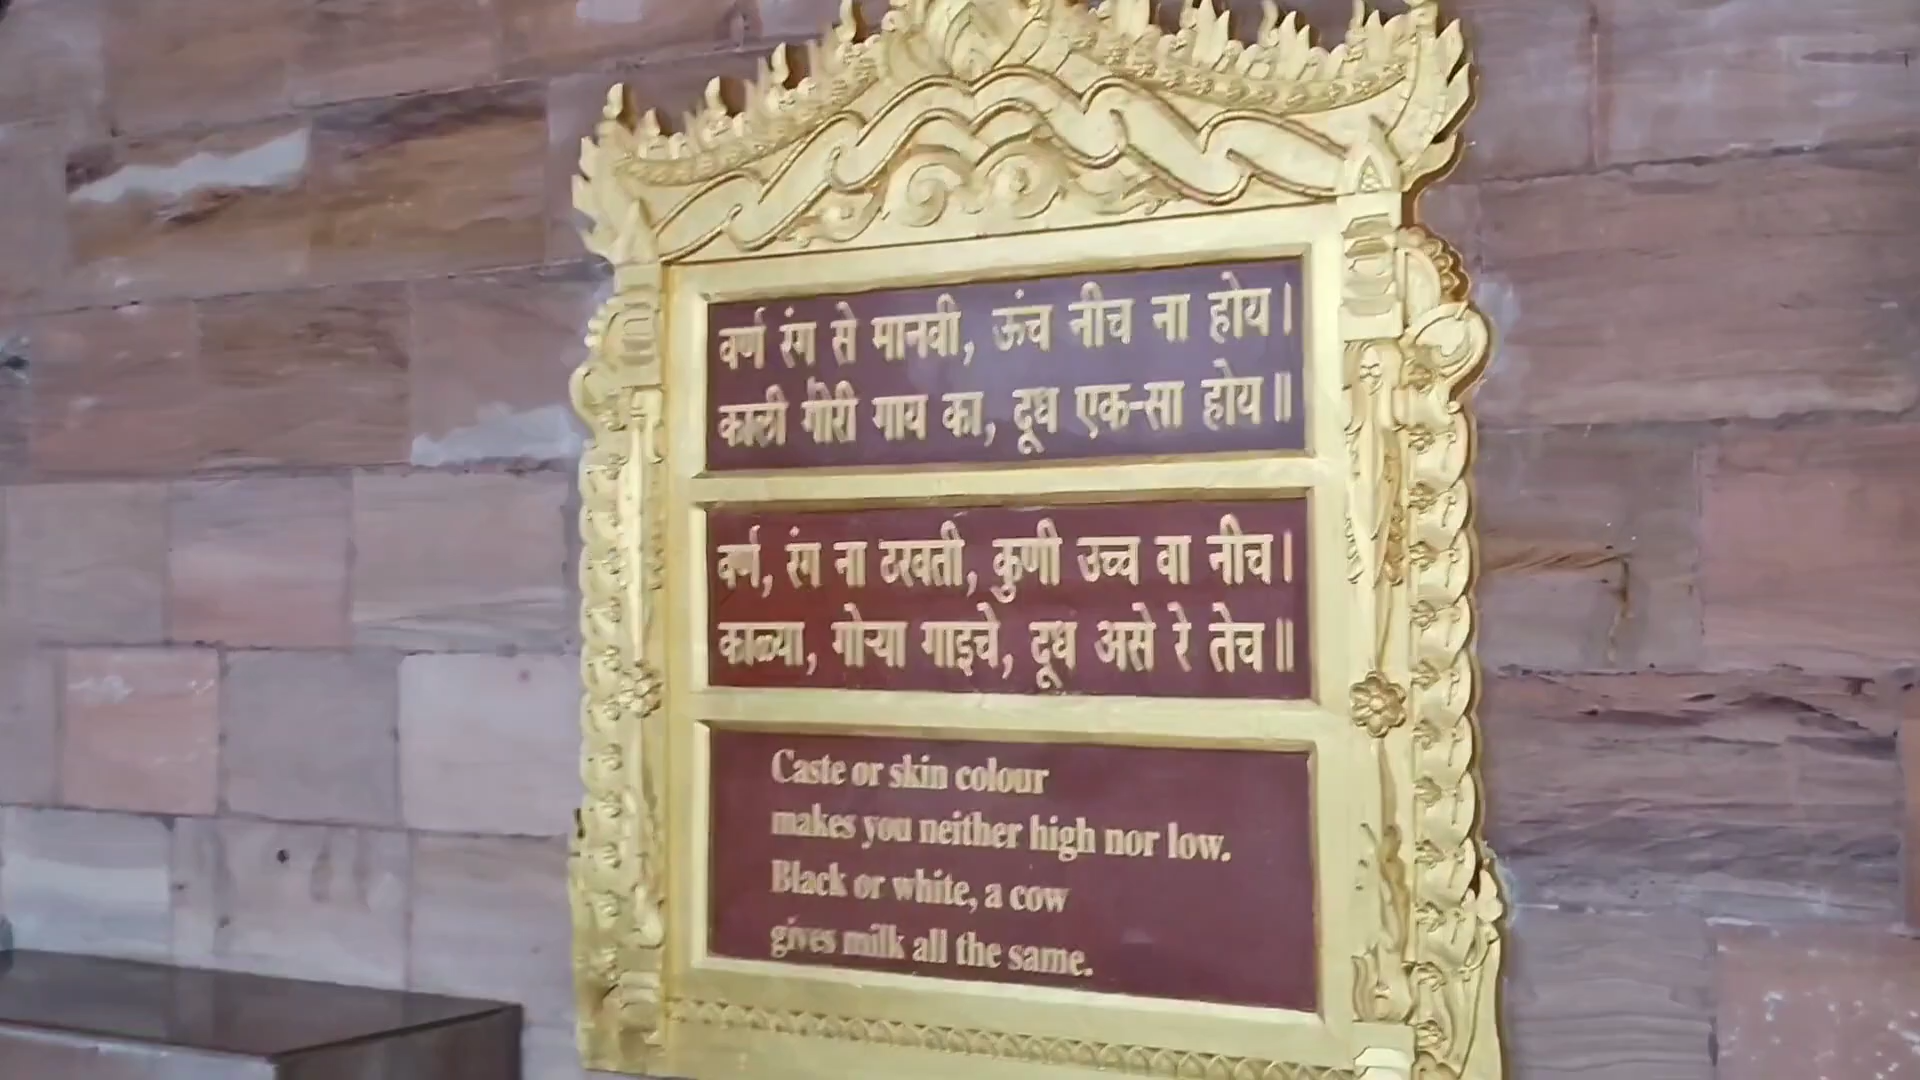 वर्ण रंग से मानवी, ऊंच नीच ना होय।
काली गोरी गाय का, दूध एक-सा होय॥
वर्ण, रंग ना ठरवती, कुणी उच्च वा नीच।
काळ्या, गोऱ्या गाइचे, दूध असे रे तेच॥
Caste or skin colour
makes you neither high nor low.
Black or white, a cow
gives milk all the same.